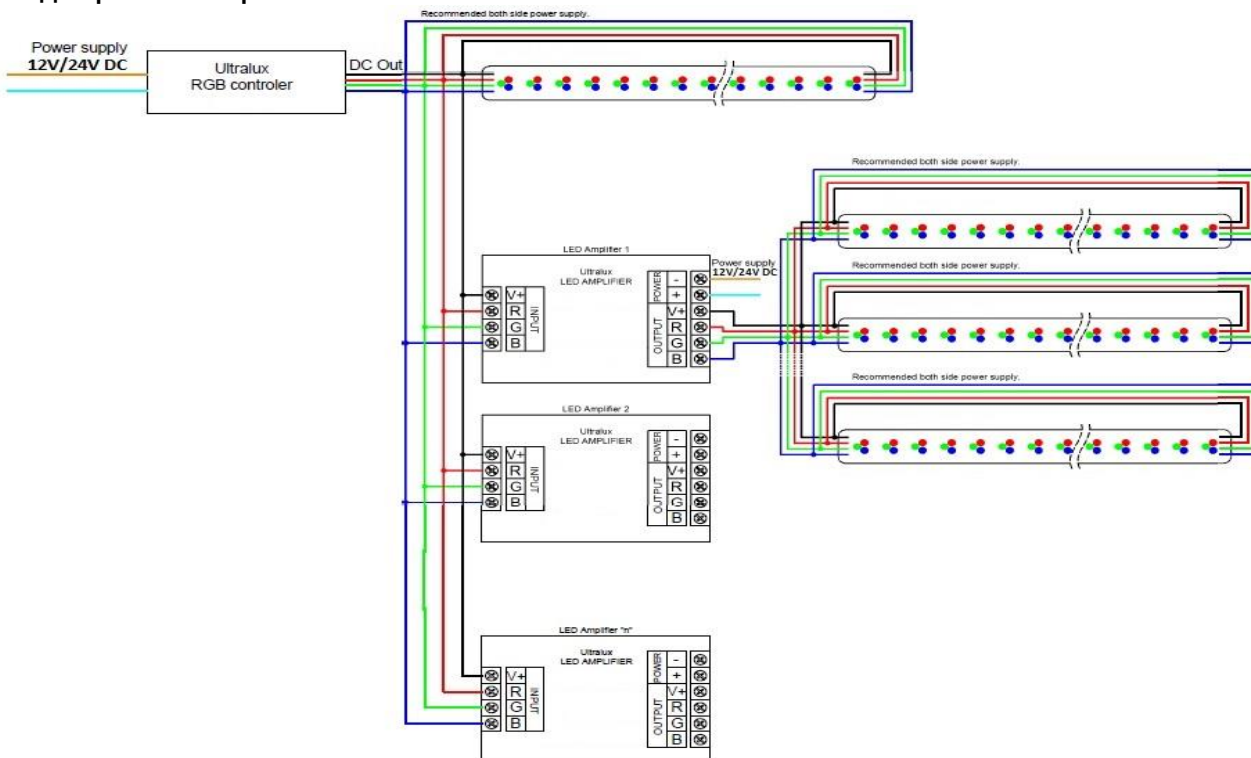 Recommended both side power supply.
Power supply
12V/24V DC
Ultralux
RGB controler
DC Out
Recommended both side power supply.
LED Amplifier 1
Ultralux
LED AMPLIFIER
Power supply
12V/24V DC
V+
R
G
B
INPUT
POWER
-
+
OUTPUT
V+
R
G
B
Recommended both side power supply.
Recommended both side power supply.
LED Amplifier 2
Ultralux
LED AMPLIFIER
V+
R
G
B
INPUT
POWER
-
+
OUTPUT
V+
R
G
B
LED Amplifier "n"
Ultralux
LED AMPLIFIER
V+
R
G
B
INPUT
POWER
-
+
OUTPUT
V+
R
G
B